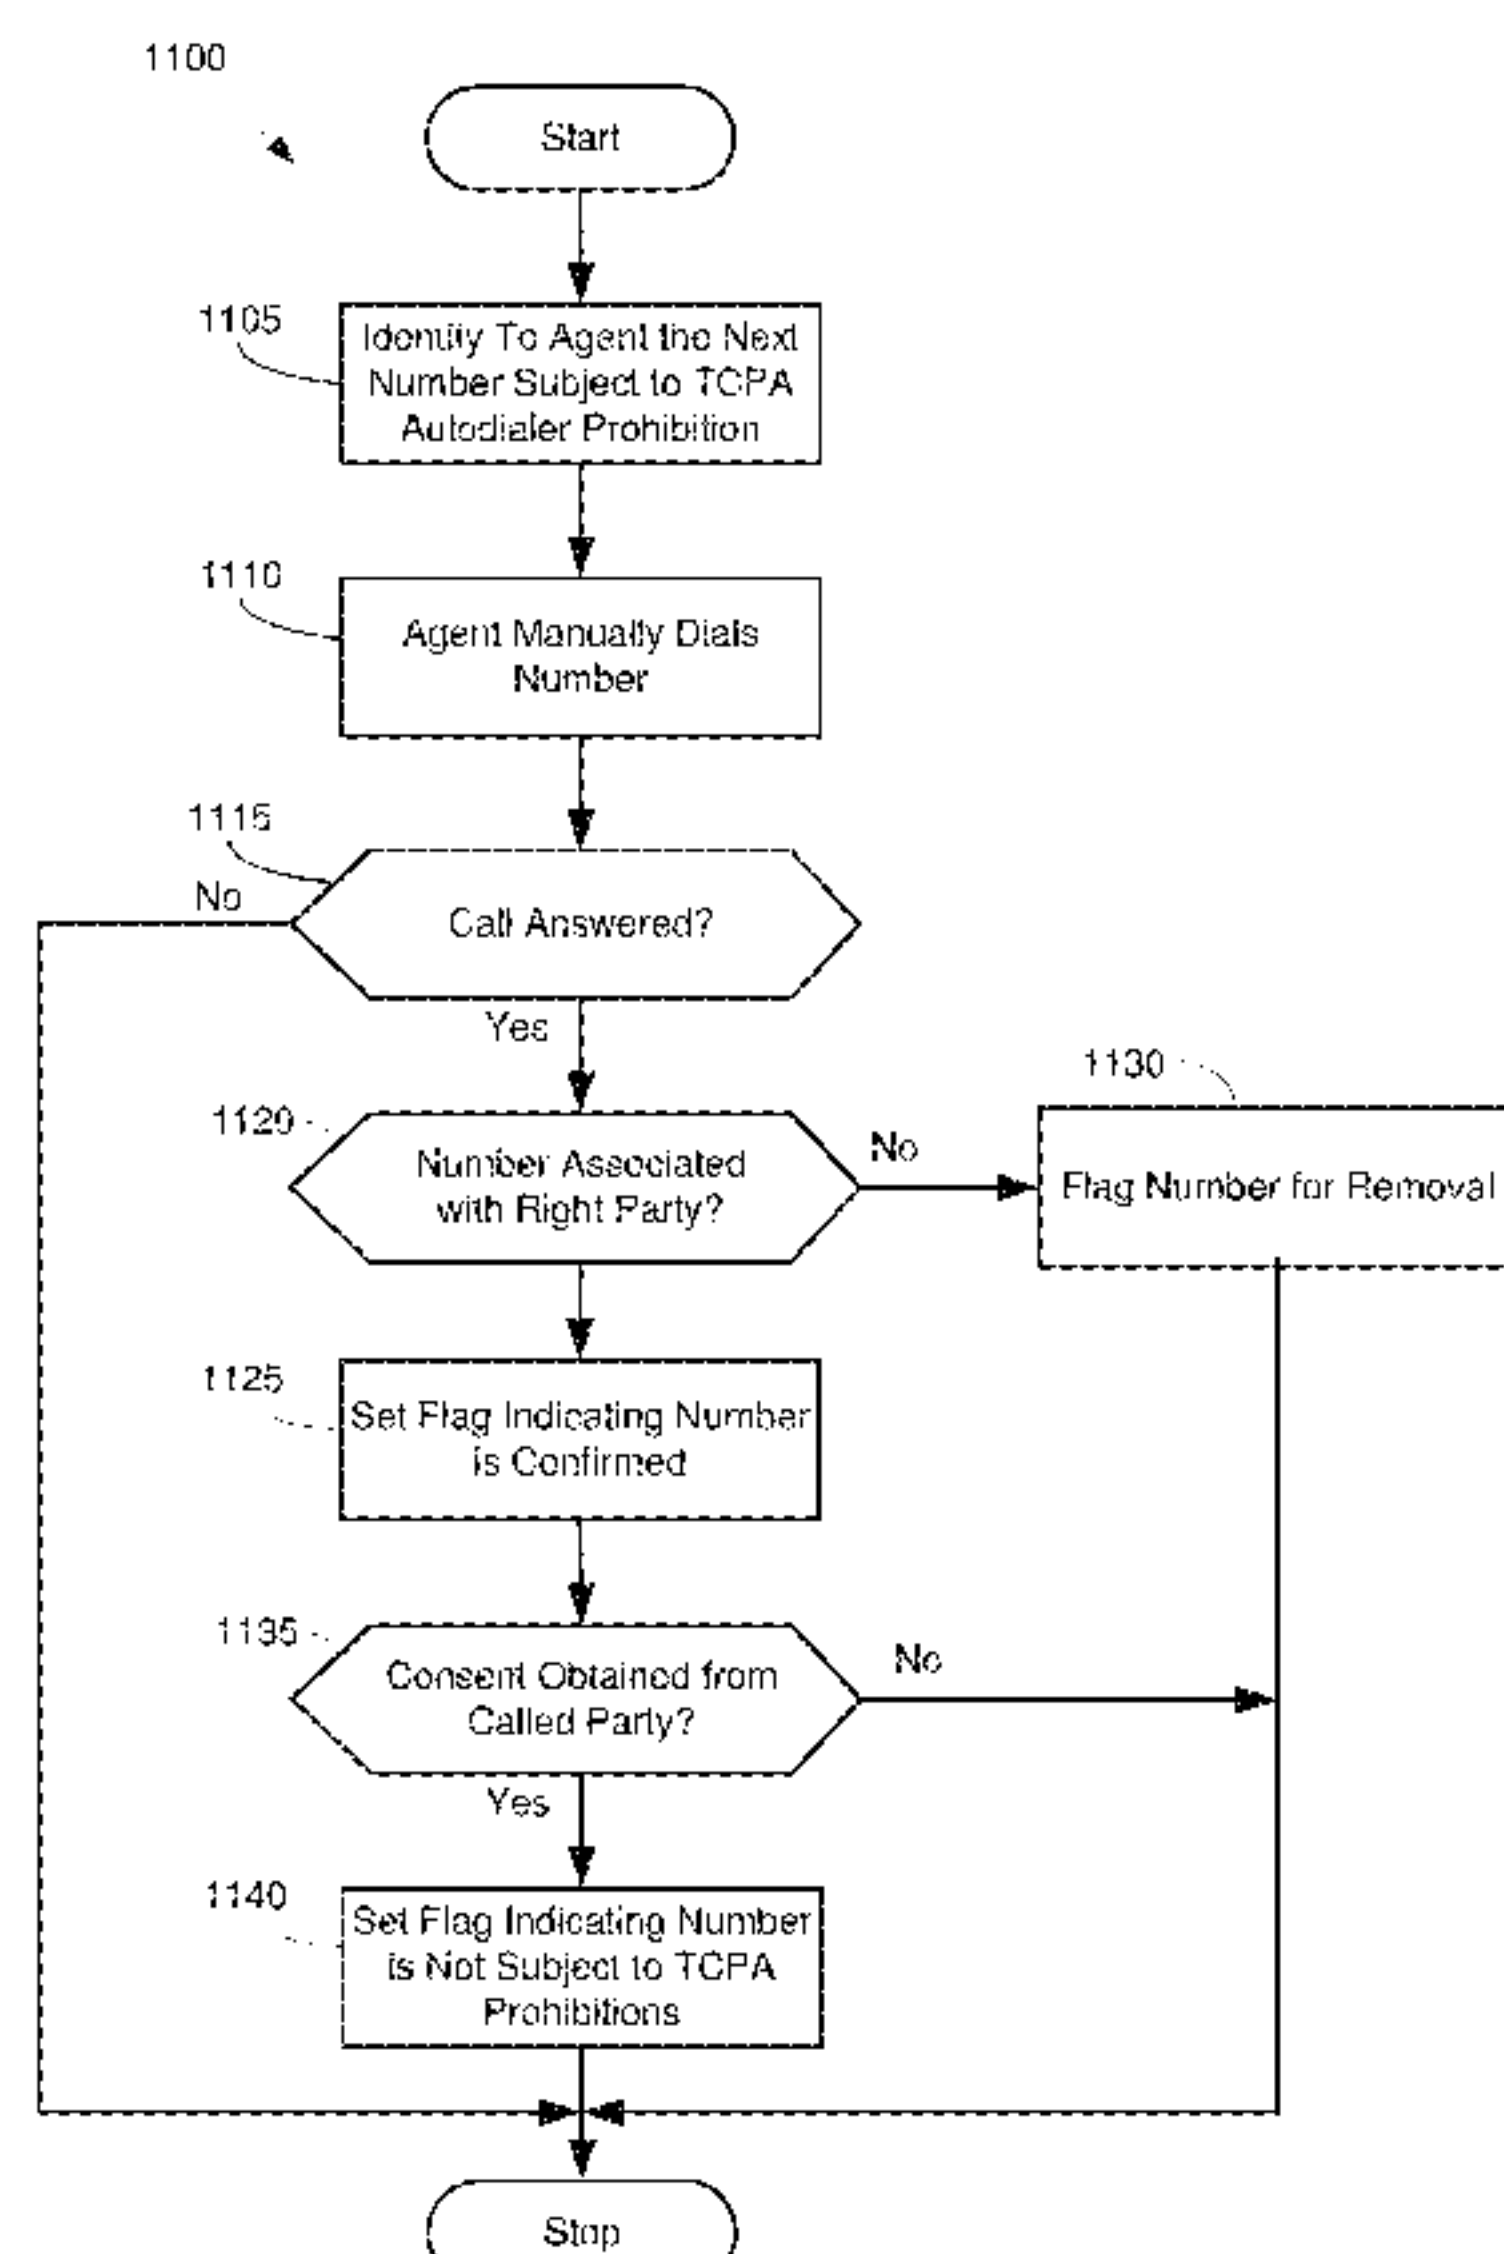 1100
Start
1105
Identify To Agent the Next
Number Subject to TCPA
Autodialer Prohibition
1110
Agent Manually Dials
Number
1115
No
Call Answered?
Yes
1120
Number Associated
with Right Party?
No
1130
Flag Number for Removal
1125
Set Flag Indicating Number
is Confirmed
1135
Consent Obtained from
Called Party?
No
Yes
1140
Set Flag Indicating Number
is Not Subject to TCPA
Prohibitions
Stop